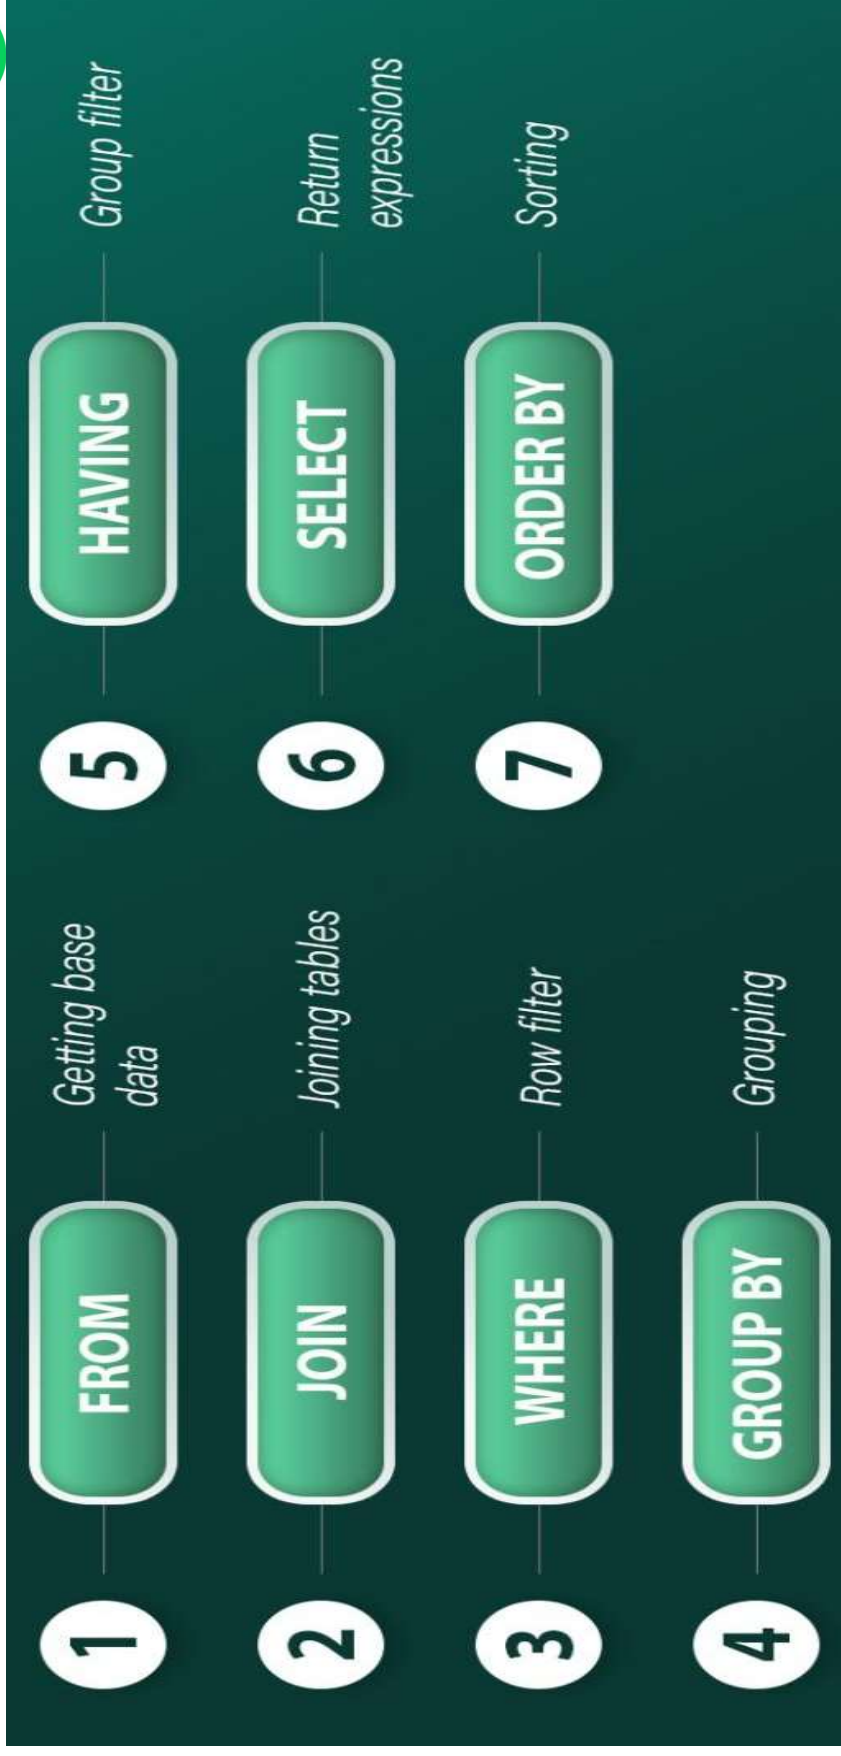 1
FROM
Getting base
data
2
JOIN
Joining tables
3
WHERE
Row filter
4
GROUP BY
Grouping
5
HAVING
Group filter
6
SELECT
Return
expressions
7
ORDER BY
Sorting